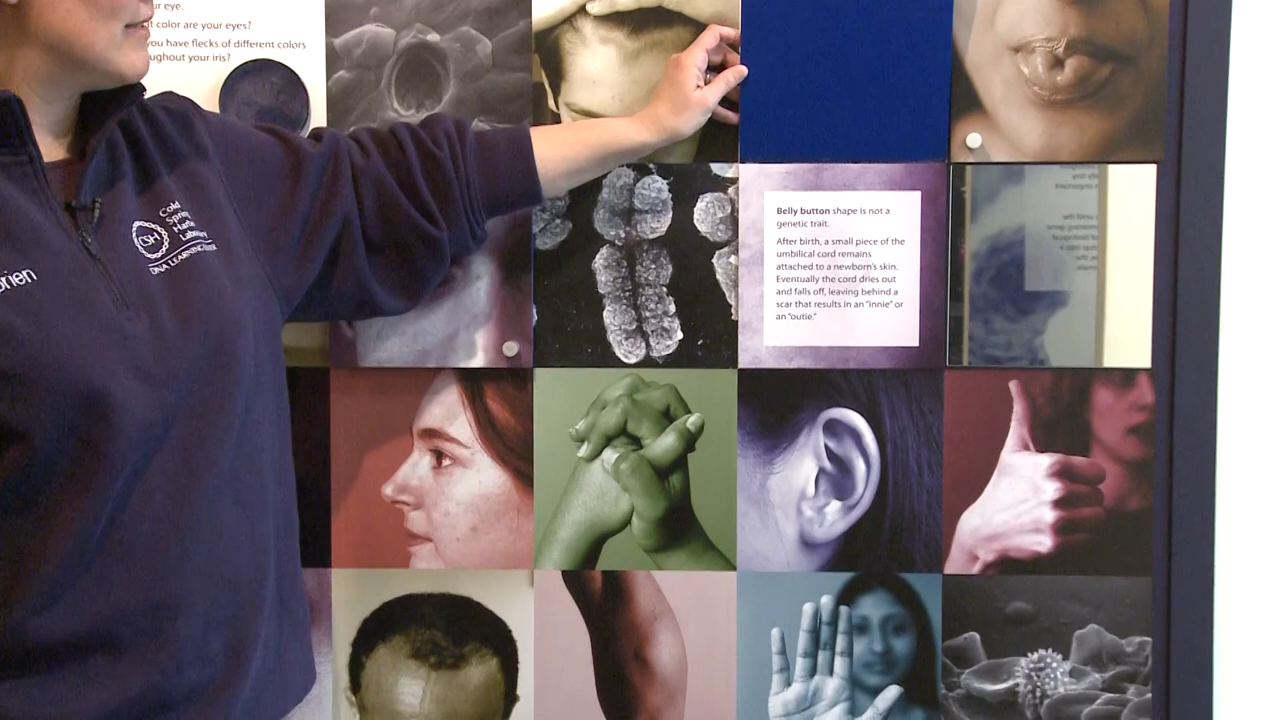 ur eye.
t color are your eyes?
you have flecks of different colors
ughout your iris?
Cold
Spring
Harbor
Laboratory
CSH
DNA LEARNING CENTER
Brien
Belly button shape is not a
genetic trait.
After birth, a small piece of the
umbilical cord remains
attached to a newborn's skin.
Eventually the cord dries out
and falls off, leaving behind a
scar that results in an "innie" or
an "outie."